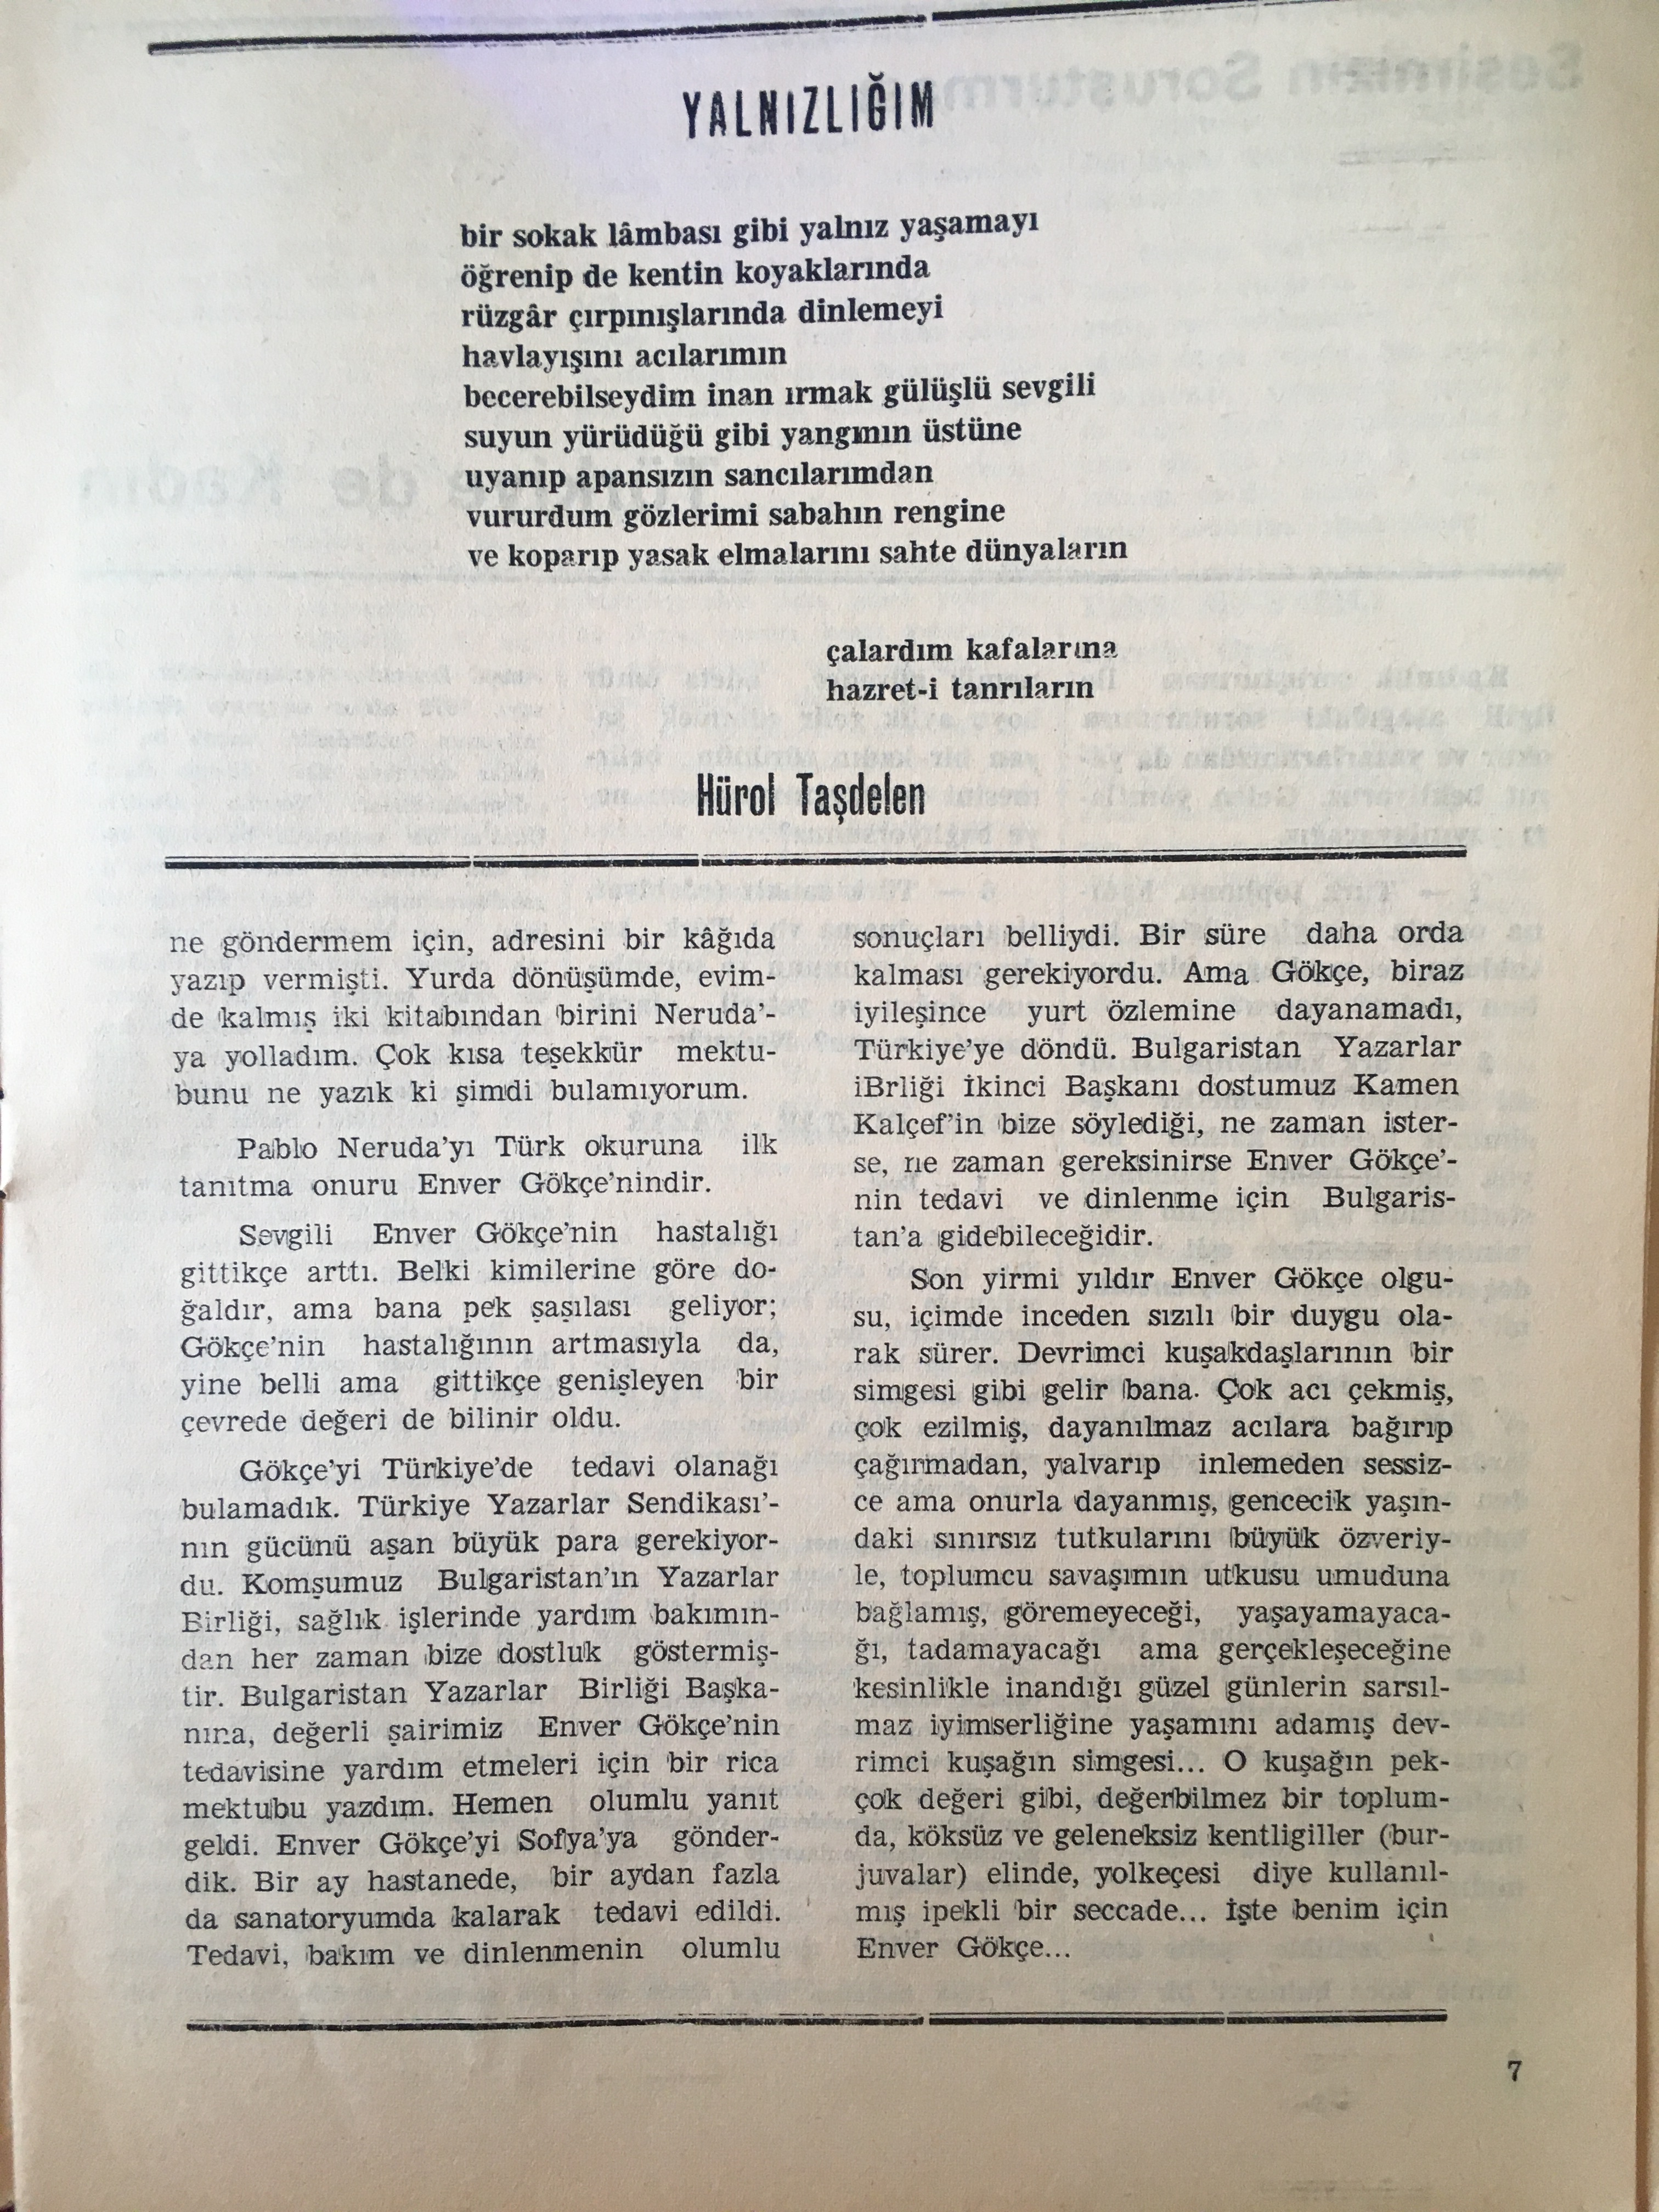 YALNIZLIĞIM
bir sokak lâmbası gibi yalnız yaşamayı
öğrenip de kentin koyaklarında
rüzgâr çırpınışlarında dinlemeyi
havlayışını acılarımın
becerebilseydim inan ırmak gülüşlü sevgili
suyun yürüdüğü gibi yangının üstüne
uyanıp apansızın sancılarımdan
vururdum gözlerimi sabahın rengine
ve koparıp yasak elmalarını sahte dünyaların
çalardım kafalarına
hazret-i tanrıların
Hürol Taşdelen
ne göndermem için, adresini bir kâğıda
yazıp vermişti. Yurda dönüşümde, evim-
de kalmış iki kitabından birini Neruda'-
ya yolladım. Çok kısa teşekkür mektu-
bunu ne yazık ki şimdi bulamıyorum.
Pablo Neruda'yı Türk okuruna ilk
tanıtma onuru Enver Gökçe'nindir.
Sevgili Enver Gökçe'nin hastalığı
gittikçe arttı. Belki kimilerine göre do-
ğaldır, ama bana pek şaşılası geliyor;
Gökçe'nin hastalığının artmasıyla da,
yine belli ama gittikçe genişleyen bir
çevrede değeri de bilinir oldu.
Gökçe'yi Türkiye'de tedavi olanağı
bulamadık. Türkiye Yazarlar Sendikası'-
nın gücünü aşan büyük para gerekiyor-
du. Komşumuz Bulgaristan'ın Yazarlar
Birliği, sağlık işlerinde yardım bakımın-
dan her zaman bize dostluk göstermiş-
tir. Bulgaristan Yazarlar Birliği Başka-
nına, değerli şairimiz Enver Gökçe'nin
tedavisine yardım etmeleri için bir rica
mektubu yazdım. Hemen olumlu yanıt
geldi. Enver Gökçe'yi Sofya'ya gönder-
dik. Bir ay hastanede, bir aydan fazla
da sanatoryumda kalarak tedavi edildi.
Tedavi, bakım ve dinlenmenin olumlu
sonuçları belliydi. Bir süre daha orda
kalması gerekiyordu. Ama Gökçe, biraz
iyileşince yurt özlemine dayanamadı,
Türkiye'ye döndü. Bulgaristan Yazarlar
iBrliği İkinci Başkanı dostumuz Kamen
Kalçef'in bize söylediği, ne zaman ister-
se, ne zaman gereksinirse Enver Gökçe'-
nin tedavi ve dinlenme için Bulgaris-
tan'a gidebileceğidir.
Son yirmi yıldır Enver Gökçe olgu-
su, içimde inceden sızılı bir duygu ola-
rak sürer. Devrimci kuşakdaşlarının bir
simgesi gibi gelir bana. Çok acı çekmiş,
çok ezilmiş, dayanılmaz acılara bağırıp
çağırmadan, yalvarıp inlemeden sessiz-
ce ama onurla dayanmış, gencecik yaşın-
daki sınırsız tutkularını büyük özveriy-
le, toplumcu savaşımın utkusu umuduna
bağlamış, göremeyeceği, yaşayamayaca-
ğı, tadamayacağı ama gerçekleşeceğine
kesinlikle inandığı güzel günlerin sarsıl-
maz iyimserliğine yaşamını adamış dev-
rimci kuşağın simgesi... O kuşağın pek-
çok değeri gibi, değerbilmez bir toplum-
da, köksüz ve geleneksiz kentligiller (bur-
juvalar) elinde, yolkeçesi diye kullanıl-
mış ipekli bir seccade... İşte benim için
Enver Gökçe...
7